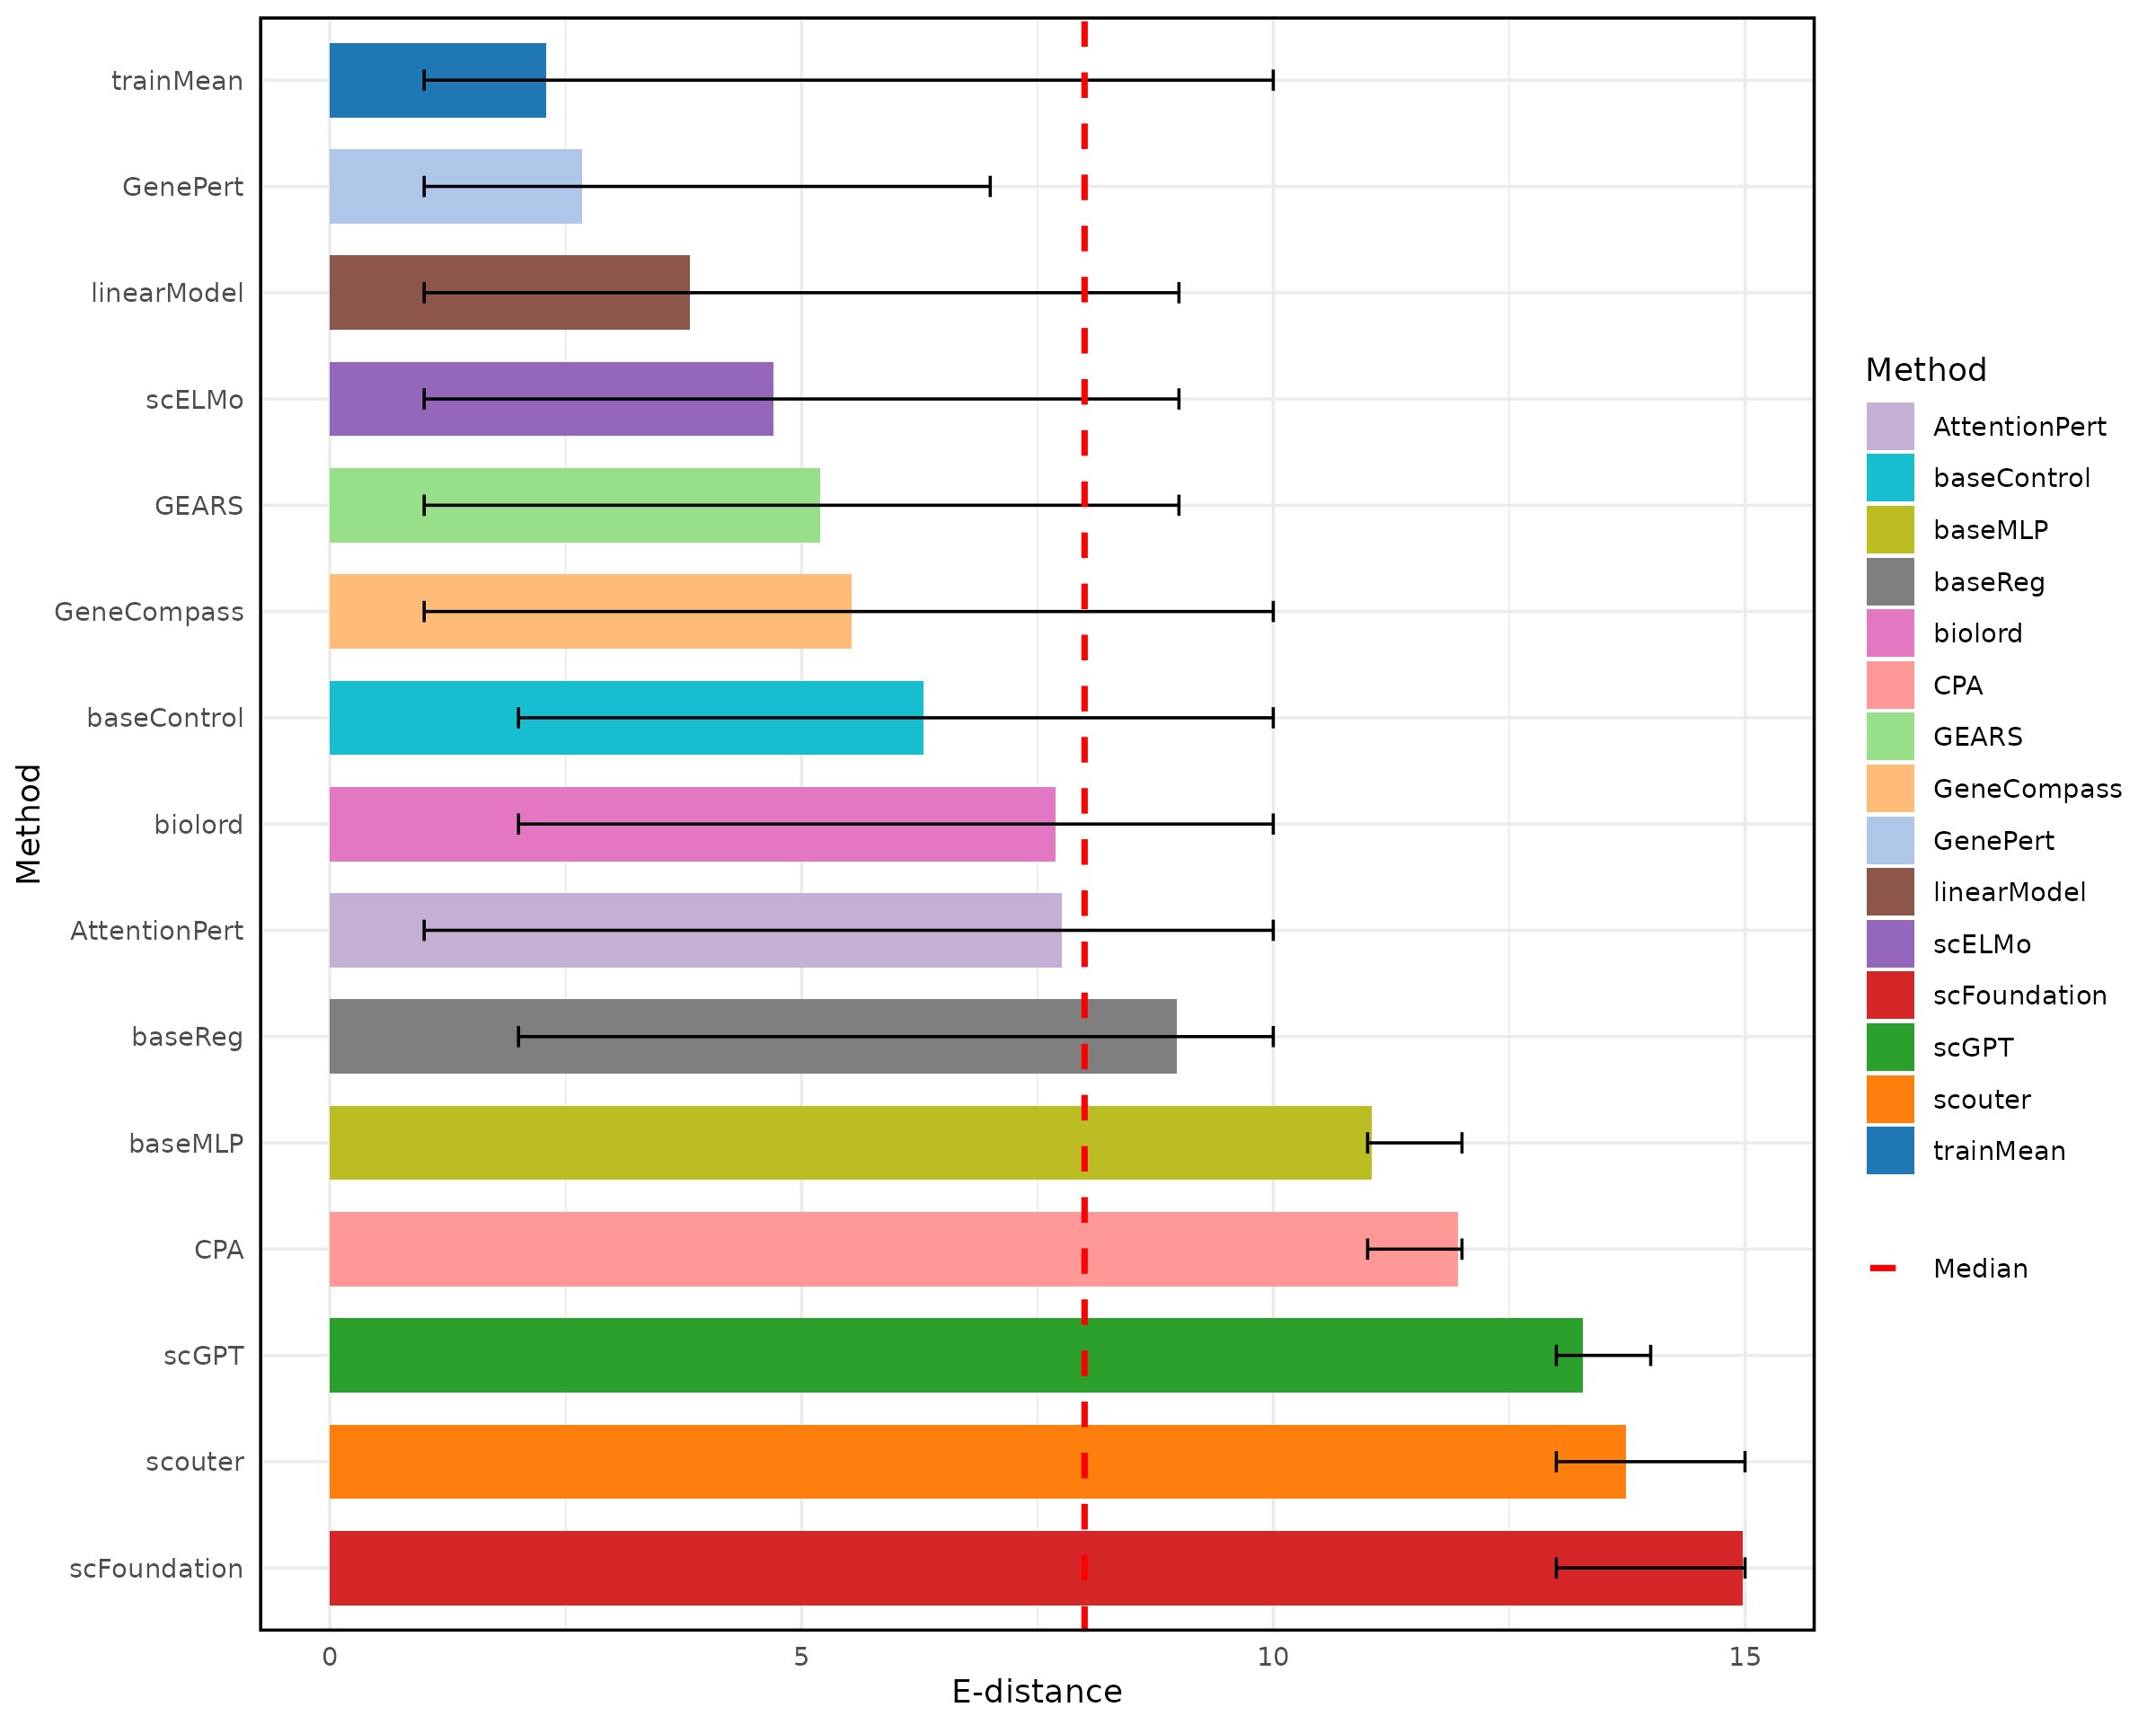 Method
trainMean
GenePert
linearModel
scELMo
GEARS
GeneCompass
baseControl
biolord
AttentionPert
baseReg
baseMLP
CPA
scGPT
scouter
scFoundation
0 5 10 15
E-distance
Method
AttentionPert
baseControl
baseMLP
baseReg
biolord
CPA
GEARS
GeneCompass
GenePert
linearModel
scELMo
scFoundation
scGPT
scouter
trainMean
Median